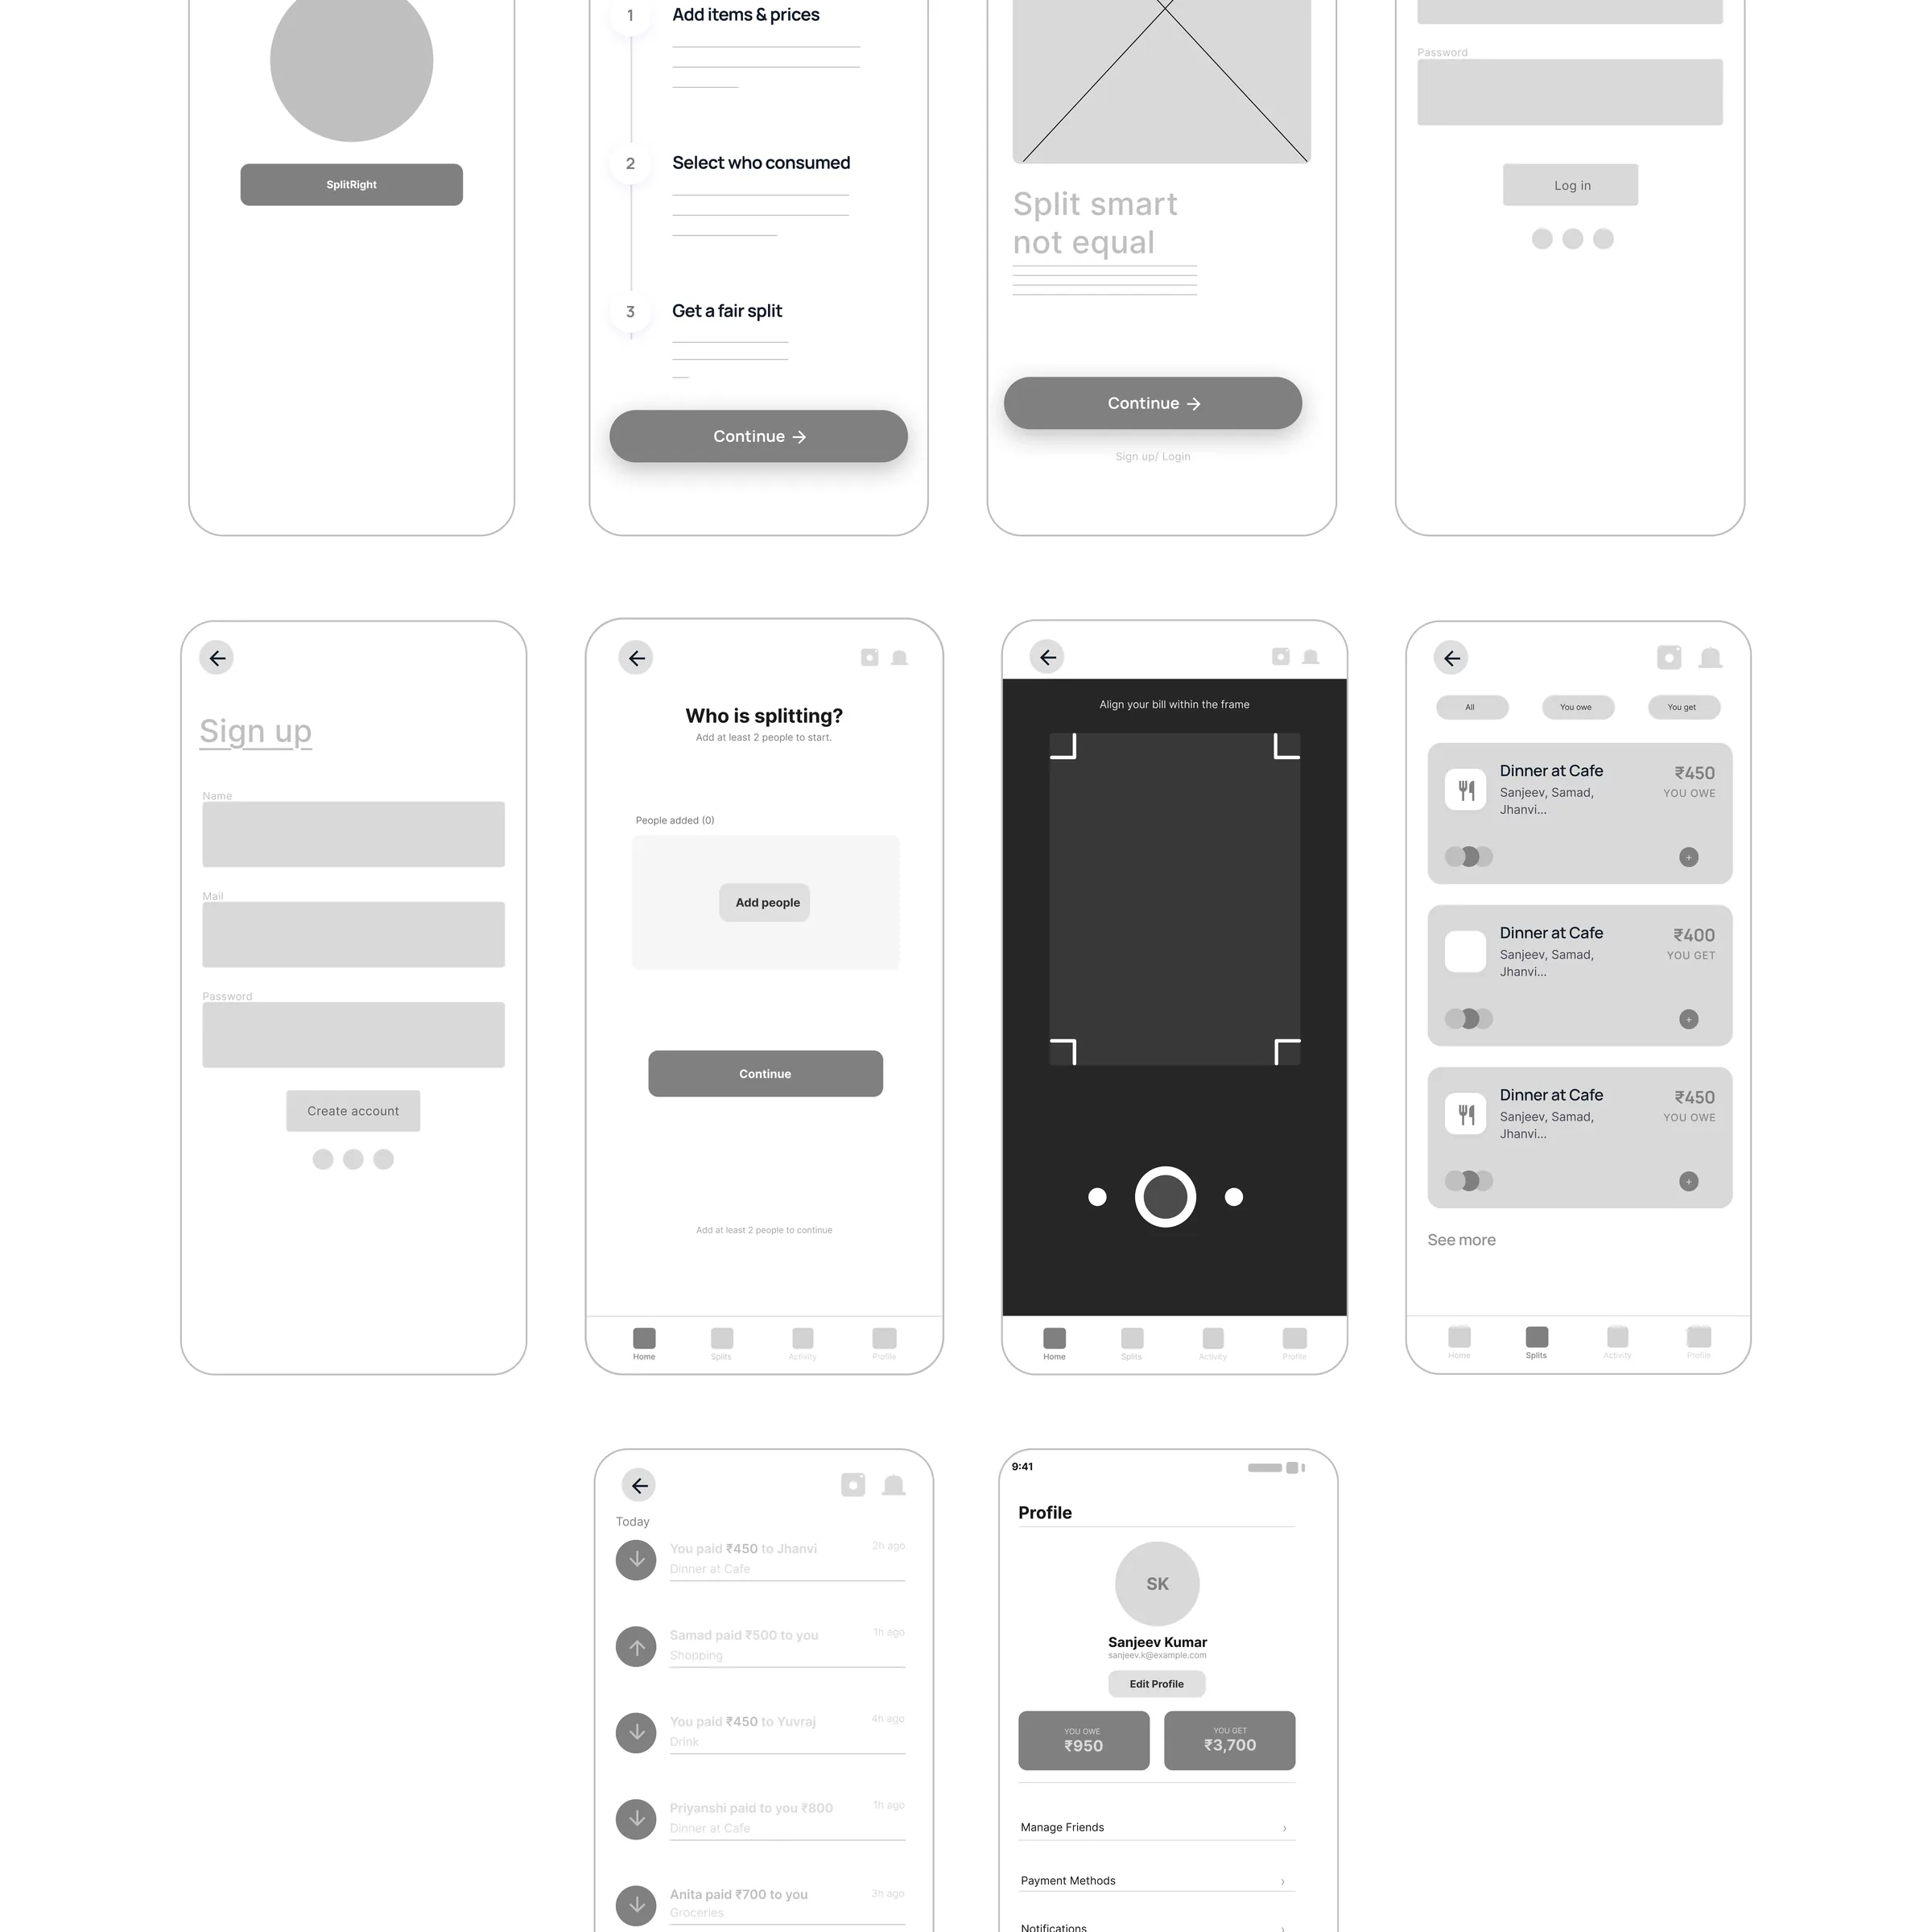 SplitRight
1
Add items & prices
2
Select who consumed
3
Get a fair split
Continue →
Split smart
not equal
Continue →
Sign up/ Login
Password
Log in
Sign up
Name
Mail
Password
Create account
Who is splitting?
Add at least 2 people to start.
People added (0)
Add people
Continue
Add at least 2 people to continue
Home Splits Activity Profile
Align your bill within the frame
Home Splits Activity Profile
All You owe You get
Dinner at Cafe ₹450
Sanjeev, Samad, YOU OWE
Jhanvi...
+
Dinner at Cafe ₹400
Sanjeev, Samad, YOU GET
Jhanvi...
+
Dinner at Cafe ₹450
Sanjeev, Samad, YOU OWE
Jhanvi...
+
See more
Home Splits Activity Profile
Today
You paid ₹450 to Jhanvi 2h ago
Dinner at Cafe
Samad paid ₹500 to you 1h ago
Shopping
You paid ₹450 to Yuvraj 4h ago
Drink
Priyanshi paid to you ₹800 1h ago
Dinner at Cafe
Anita paid ₹700 to you 3h ago
Groceries
9:41
Profile
SK
Sanjeev Kumar
sanjeev.k@example.com
Edit Profile
YOU OWE
₹950
YOU GET
₹3,700
Manage Friends ›
Payment Methods ›
Notifications ›